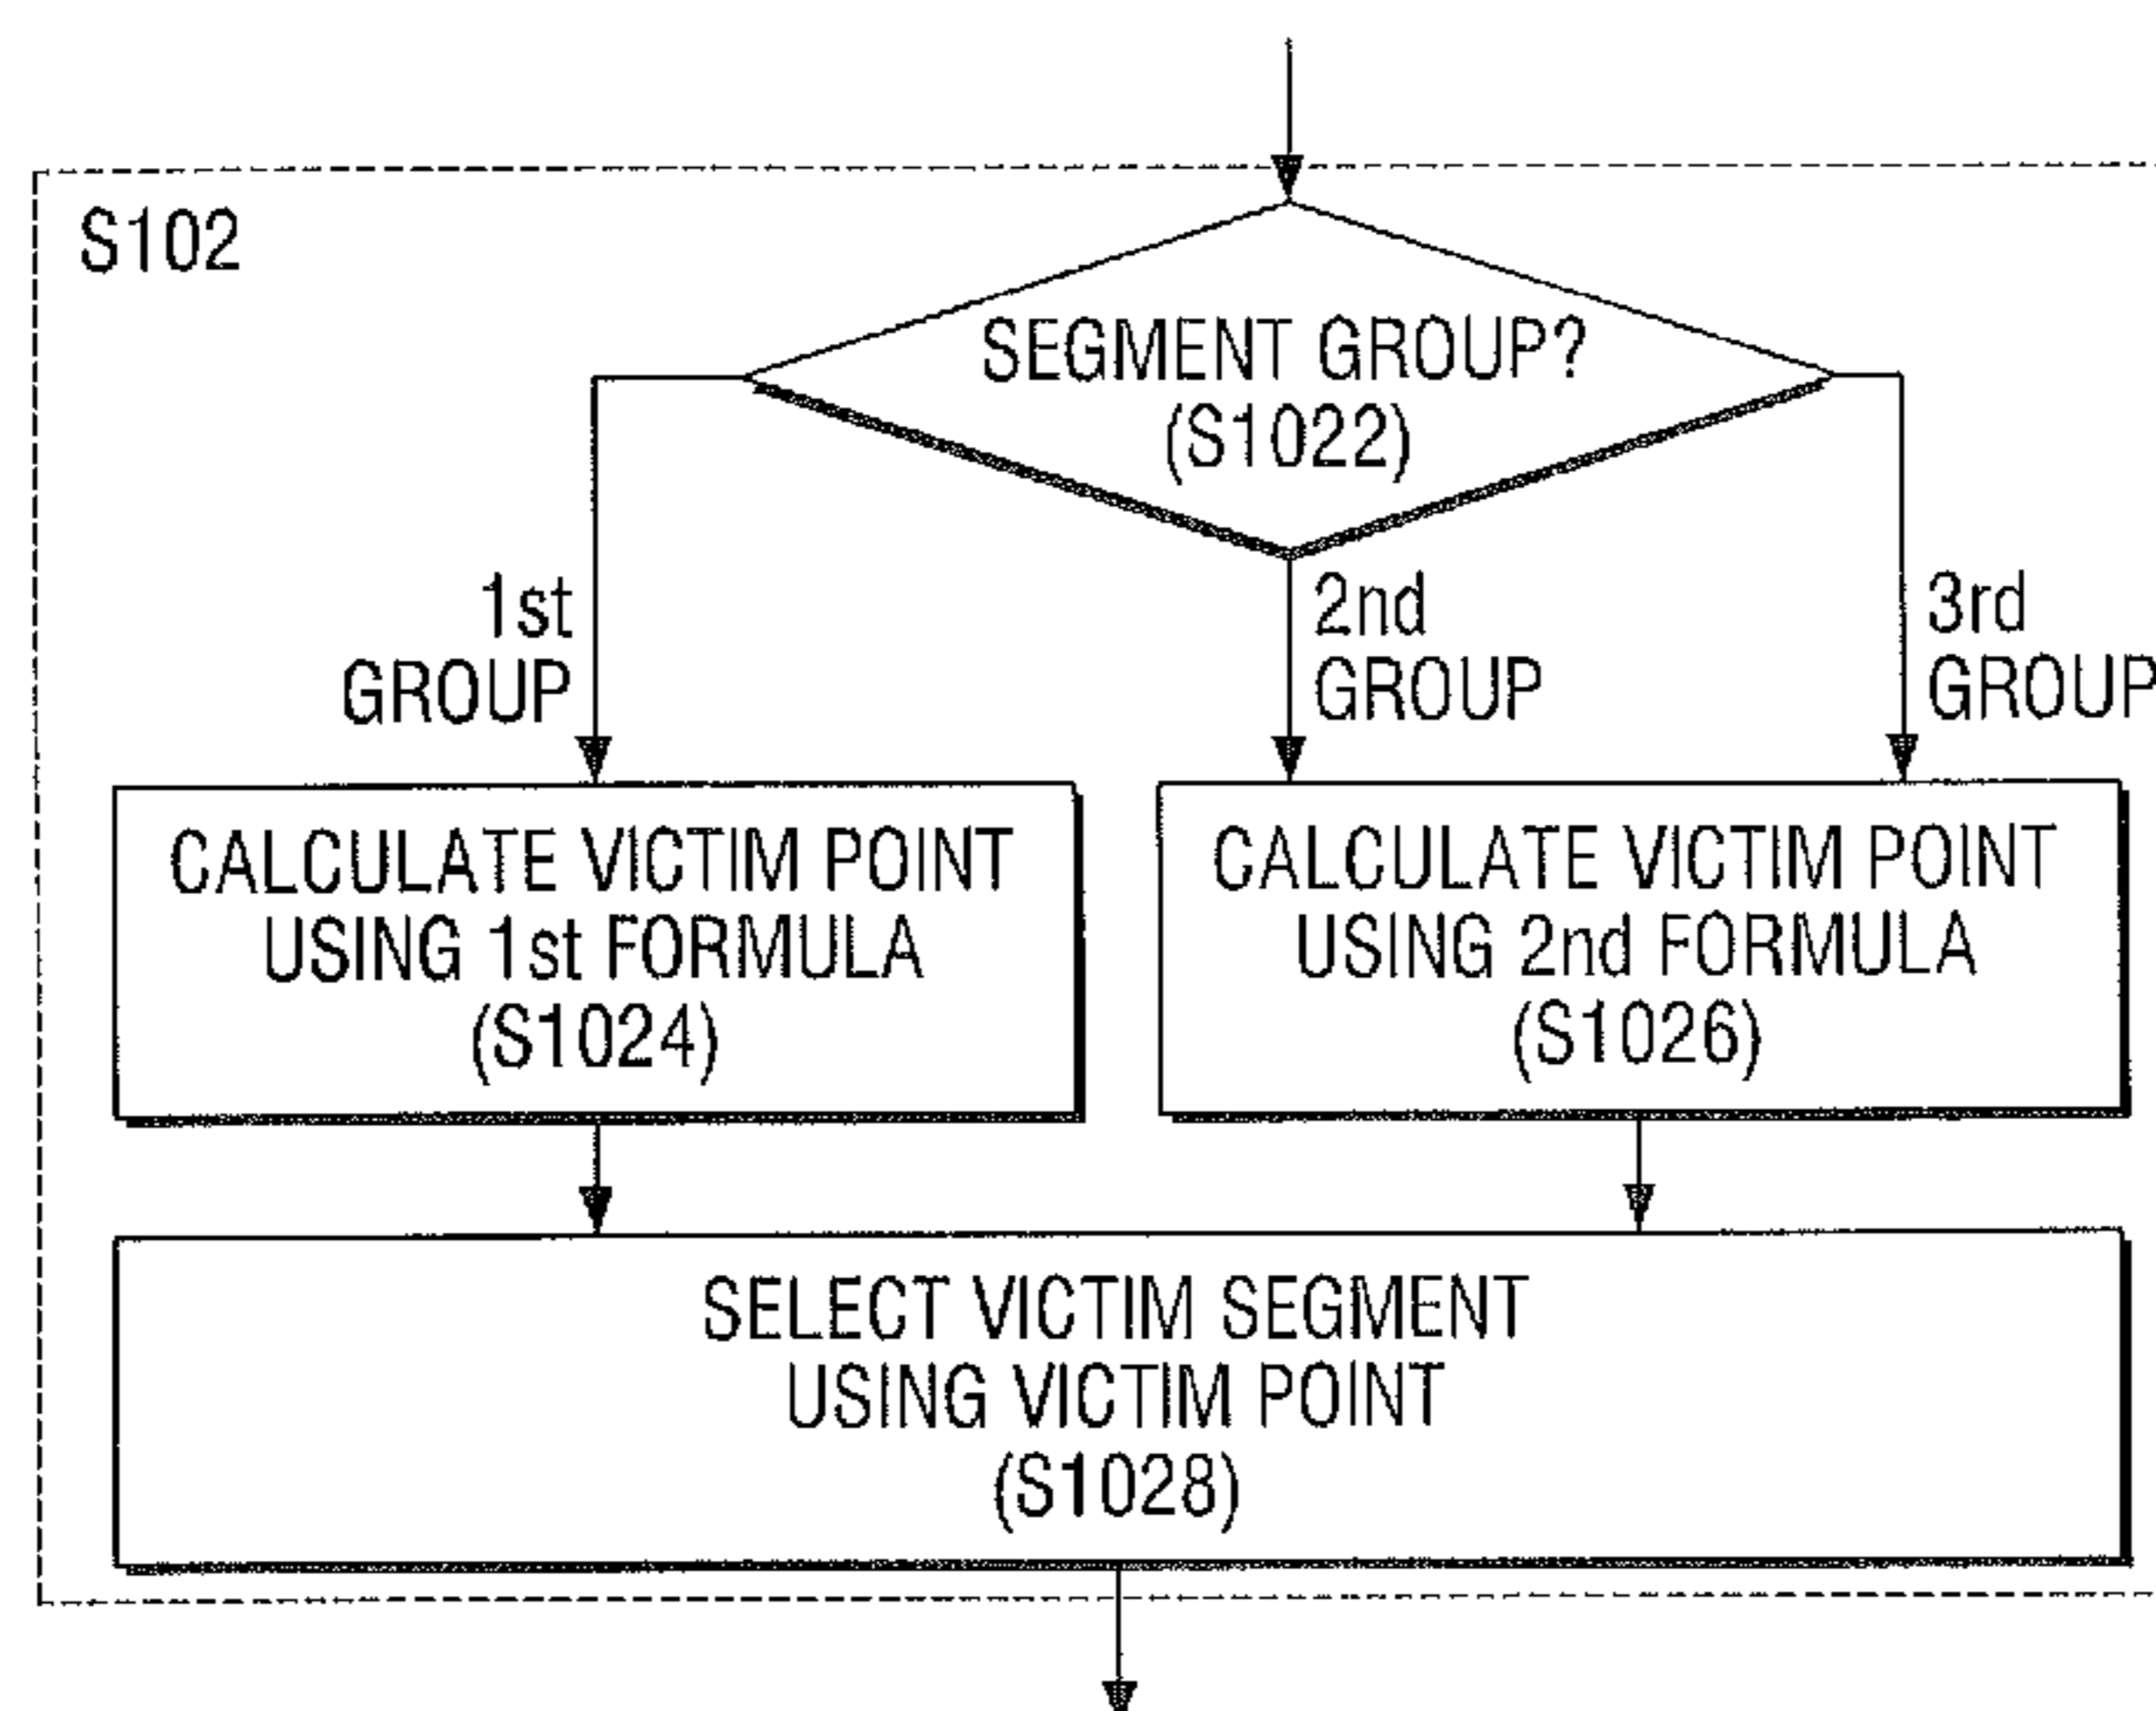 S102
SEGMENT GROUP?
(S1022)
1st
GROUP
2nd
GROUP
3rd
GROUP
CALCULATE VICTIM POINT
USING 1st FORMULA
(S1024)
CALCULATE VICTIM POINT
USING 2nd FORMULA
(S1026)
SELECT VICTIM SEGMENT
USING VICTIM POINT
(S1028)